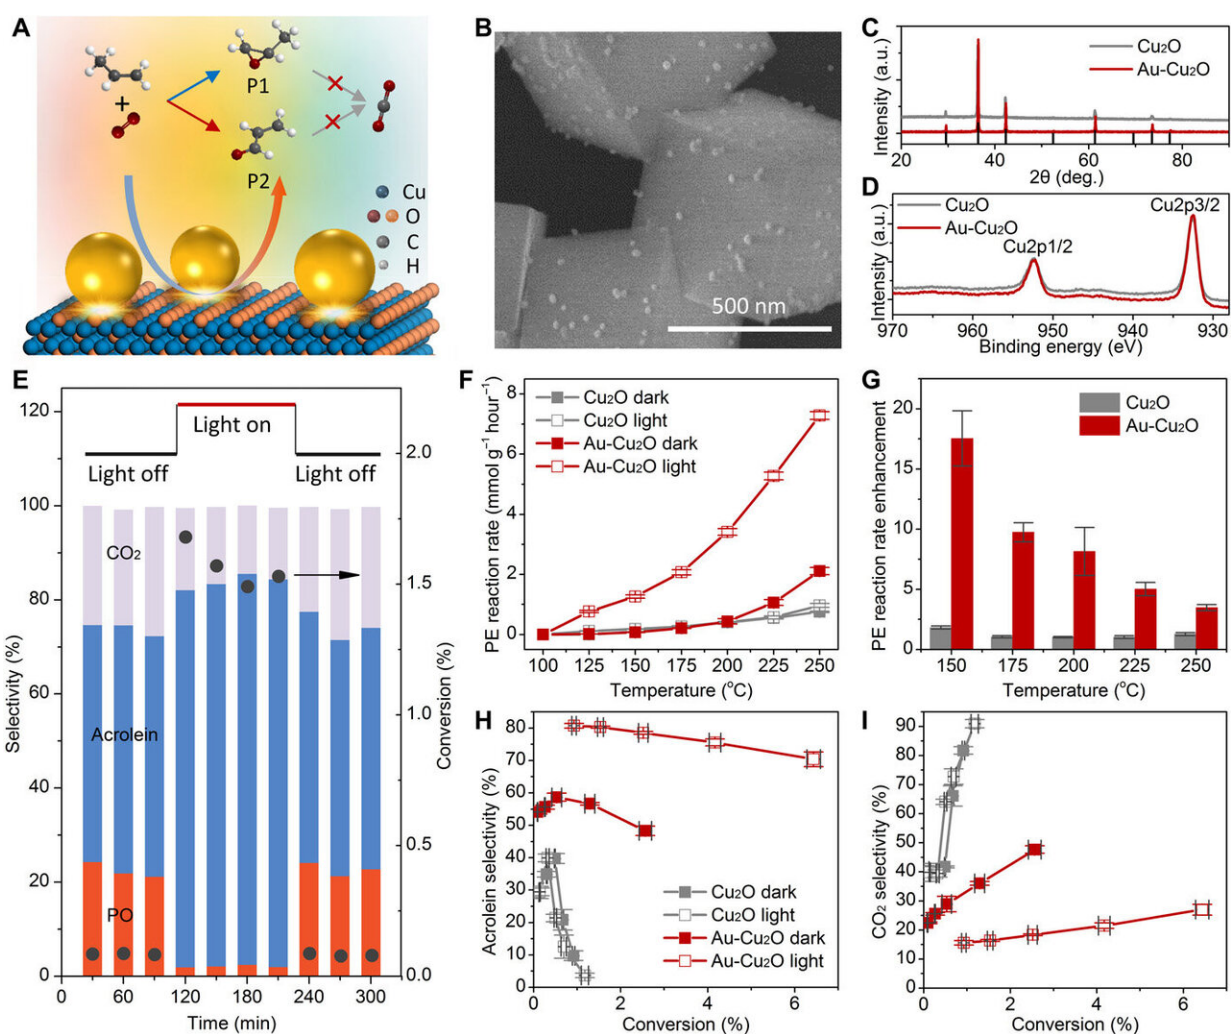 A
P1
+
P2
Cu
O
C
H
B
500 nm
C
Cu₂O
Au-Cu₂O
Intensity (a.u.)
20 40 60 80
2θ (deg.)
D
Cu₂O
Au-Cu₂O
Cu2p3/2
Cu2p1/2
Intensity (a.u.)
970 960 950 940 930
Binding energy (eV)
E
120
100
80
60
40
20
0
Selectivity (%)
Light off
Light on
Light off
CO₂
Acrolein
PO
2.0
1.5
1.0
0.5
0.0
Conversion (%)
0 60 120 180 240 300
Time (min)
F
Cu₂O dark
Cu₂O light
Au-Cu₂O dark
Au-Cu₂O light
8
6
4
2
0
PE reaction rate (mmol g⁻¹ hour⁻¹)
100 125 150 175 200 225 250
Temperature (°C)
G
Cu₂O
Au-Cu₂O
20
15
10
5
0
PE reaction rate enhancement
150 175 200 225 250
Temperature (°C)
H
80
70
60
50
40
30
20
10
0
Acrolein selectivity (%)
Cu₂O dark
Cu₂O light
Au-Cu₂O dark
Au-Cu₂O light
0 2 4 6
Conversion (%)
I
90
80
70
60
50
40
30
20
10
0
CO₂ selectivity (%)
0 2 4 6
Conversion (%)